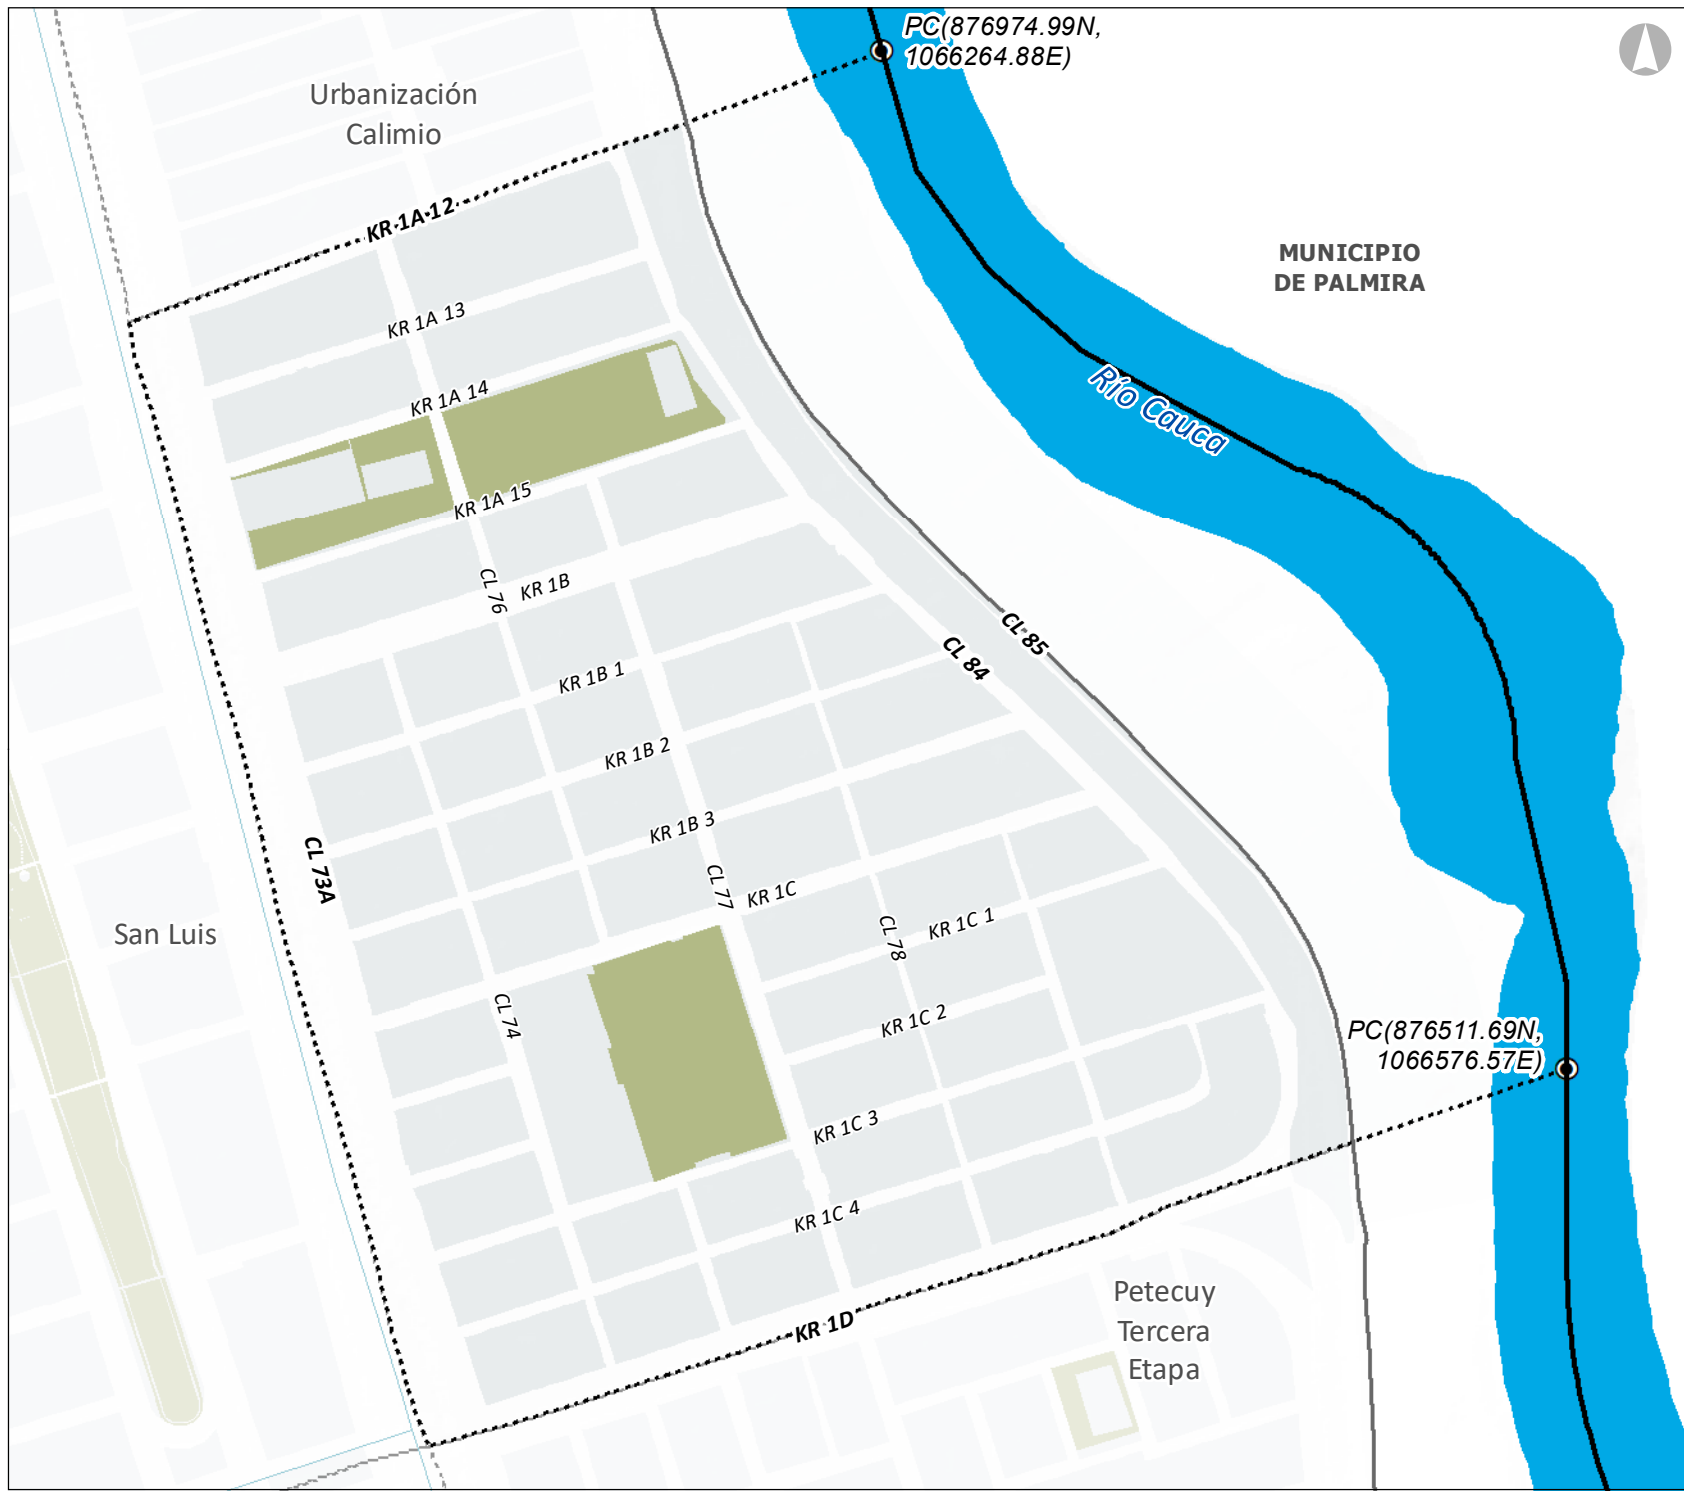 PC(876974.99N,
1066264.88E)
Urbanización
Calimio
KR 1A 12
MUNICIPIO
DE PALMIRA
KR 1A 13
KR 1A 14
Río Cauca
KR 1A 15
CL 76
KR 1B
CL 85
CL 84
KR 1B 1
KR 1B 2
KR 1B 3
CL 73A
CL 77
KR 1C
San Luis
CL 78
KR 1C 1
CL 74
KR 1C 2
PC(876511.69N,
1066576.57E)
KR 1C 3
KR 1C 4
KR 1D
Petecuy
Tercera
Etapa